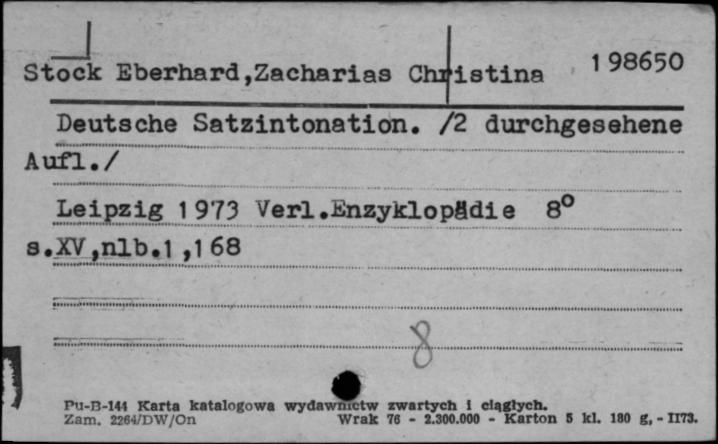 Stock Eberhard,Zacharias Christina 198650
Deutsche Satzintonation. /2 durchgesehene
Aufl./
Leipzig 1973 Verl.Enzyklopädie 8°
s.XV,nlb.1,168
8
Pu-B-144 Karta katalogowa wydawnictw zwartych i ciągłych.
Zam. 2264/DW/On Wrak 76 - 2.300.000 - Karton 5 kl. 180 g, - II73.